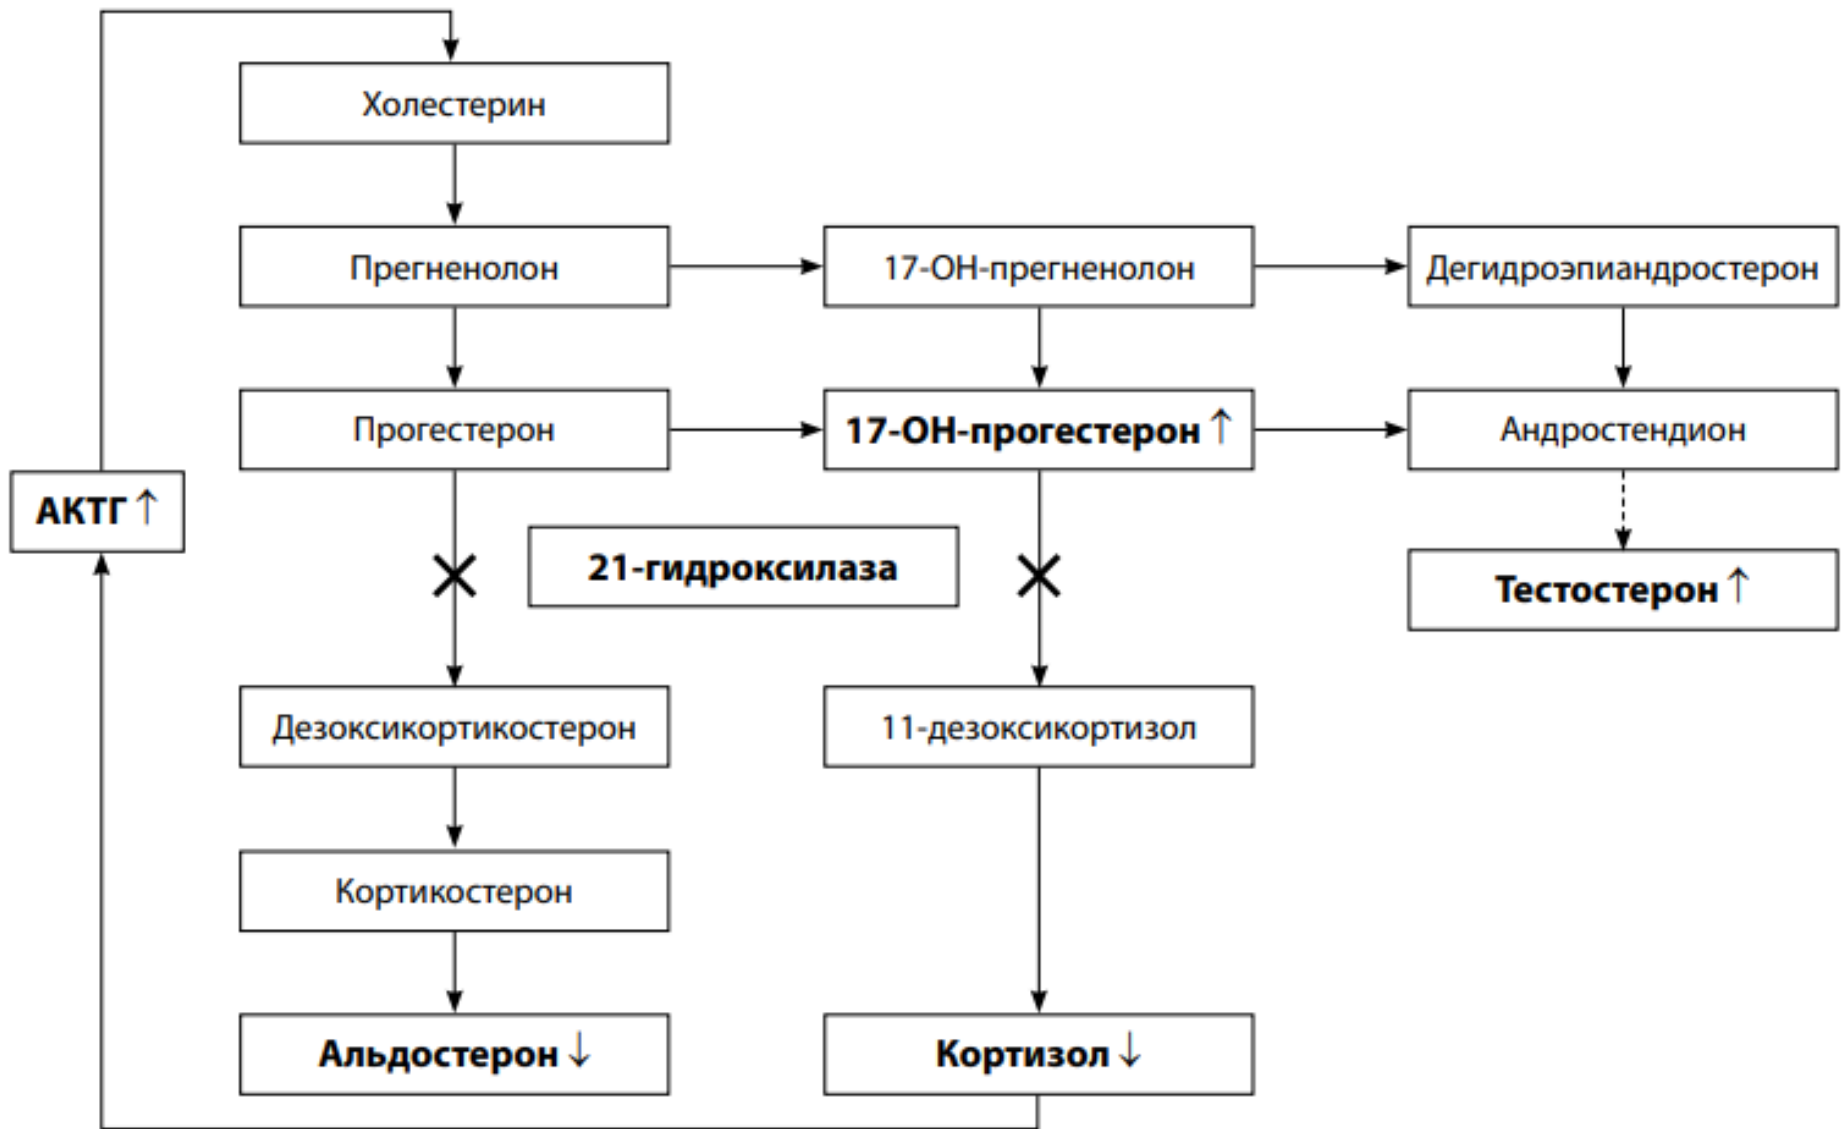 Холестерин
Прегненолон
17-ОН-прегненолон
Дегидроэпиандростерон
Прогестерон
17-ОН-прогестерон ↑
Андростендион
АКТГ ↑
21-гидроксилаза
Тестостерон ↑
Дезоксикортикостерон
11-дезоксикортизол
Кортикостерон
Альдостерон ↓
Кортизол ↓